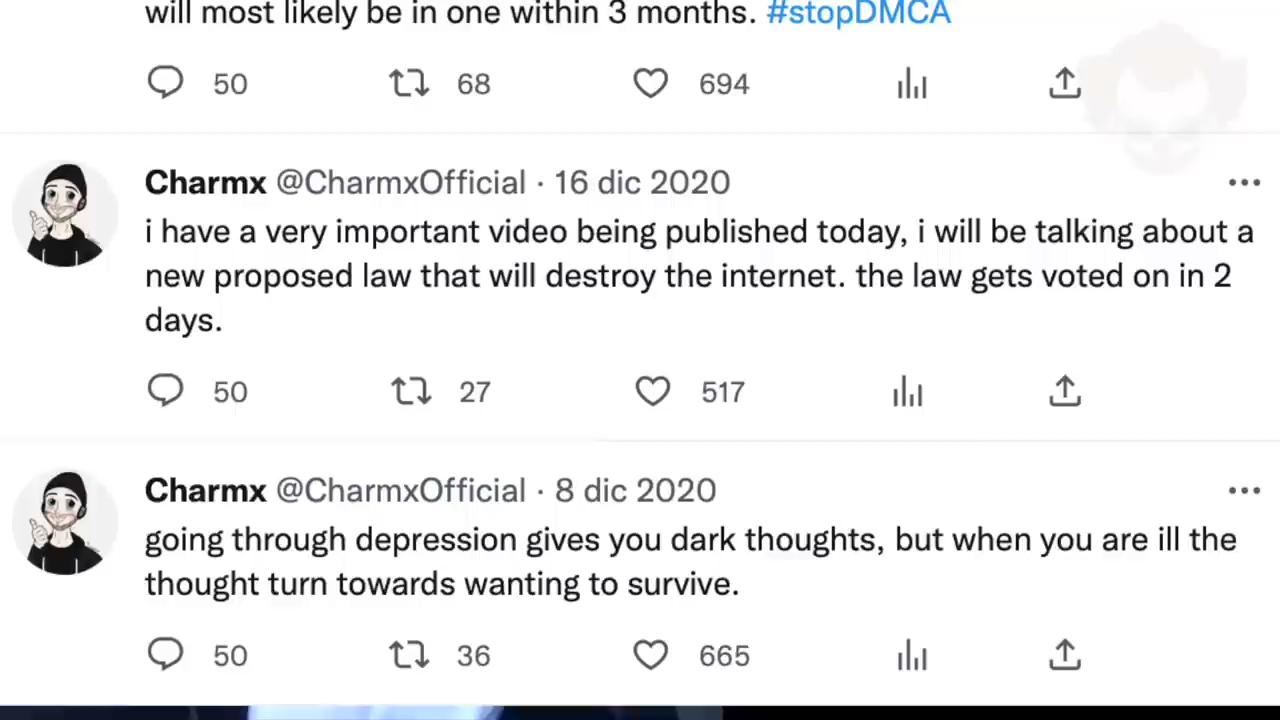 will most likely be in one within 3 months. #stopDMCA
50 68 694
Charmx @CharmxOfficial · 16 dic 2020
i have a very important video being published today, i will be talking about a
new proposed law that will destroy the internet. the law gets voted on in 2
days.
50 27 517
Charmx @CharmxOfficial · 8 dic 2020
going through depression gives you dark thoughts, but when you are ill the
thought turn towards wanting to survive.
50 36 665